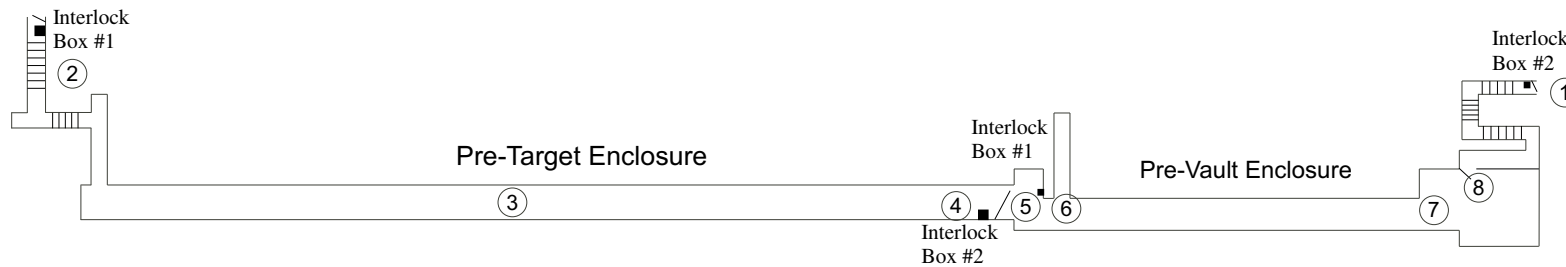 Interlock
Box #1
2
Interlock
Box #2
1
Pre-Target Enclosure
Interlock
Box #1
Pre-Vault Enclosure
3
4
5
6
7
8
Interlock
Box #2